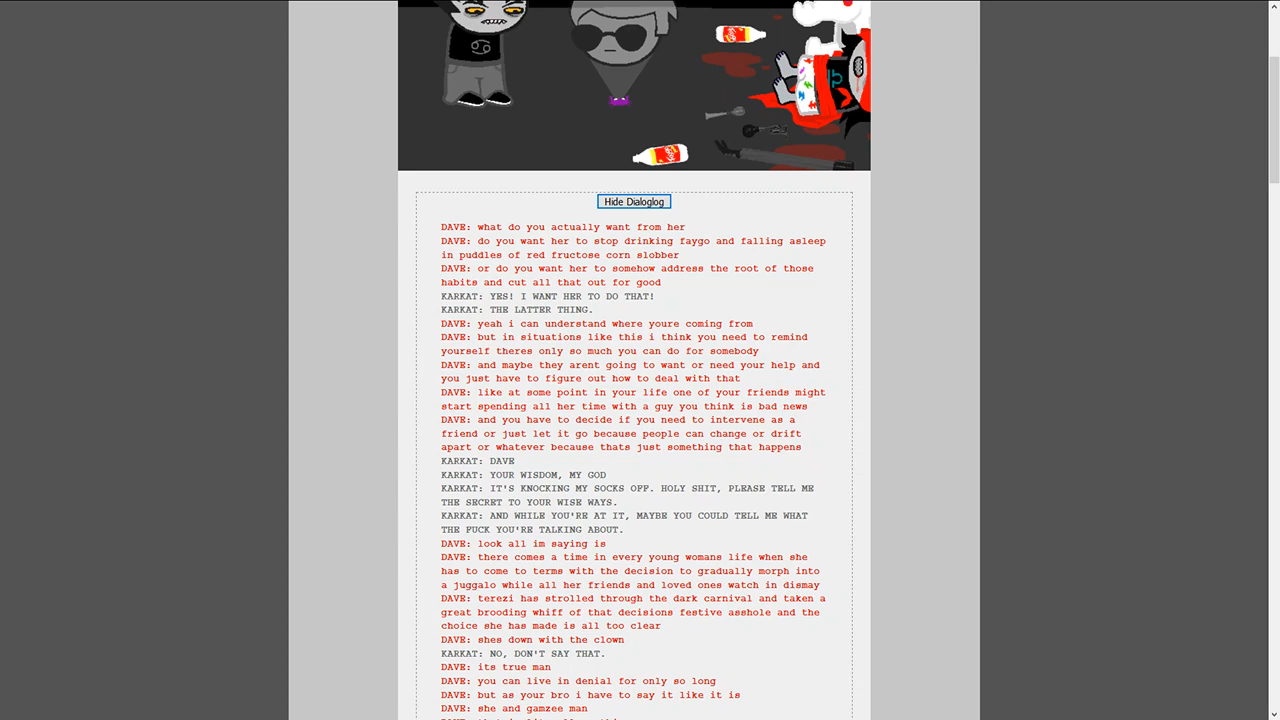 Hide Dialoglog
DAVE: what do you actually want from her
DAVE: do you want her to stop drinking faygo and falling asleep
in puddles of red fructose corn slobber
DAVE: or do you want her to somehow address the root of those
habits and cut all that out for good
KARKAT: YES! I WANT HER TO DO THAT!
KARKAT: THE LATTER THING.
DAVE: yeah i can understand where youre coming from
DAVE: but in situations like this i think you need to remind
yourself theres only so much you can do for somebody
DAVE: and maybe they arent going to want or need your help and
you just have to figure out how to deal with that
DAVE: like at some point in your life one of your friends might
start spending all her time with a guy you think is bad news
DAVE: and you have to decide if you need to intervene as a
friend or just let it go because people can change or drift
apart or whatever because thats just something that happens
KARKAT: DAVE
KARKAT: YOUR WISDOM, MY GOD
KARKAT: IT'S KNOCKING MY SOCKS OFF. HOLY SHIT, PLEASE TELL ME
THE SECRET TO YOUR WISE WAYS.
KARKAT: AND WHILE YOU'RE AT IT, MAYBE YOU COULD TELL ME WHAT
THE FUCK YOU'RE TALKING ABOUT.
DAVE: look all im saying is
DAVE: there comes a time in every young womans life when she
has to come to terms with the decision to gradually morph into
a juggalo while all her friends and loved ones watch in dismay
DAVE: terezi has strolled through the dark carnival and taken a
great brooding whiff of that decisions festive asshole and the
choice she has made is all too clear
DAVE: shes down with the clown
KARKAT: NO, DON'T SAY THAT.
DAVE: its true man
DAVE: you can live in denial for only so long
DAVE: but as your bro i have to say it like it is
DAVE: she and gamzee man